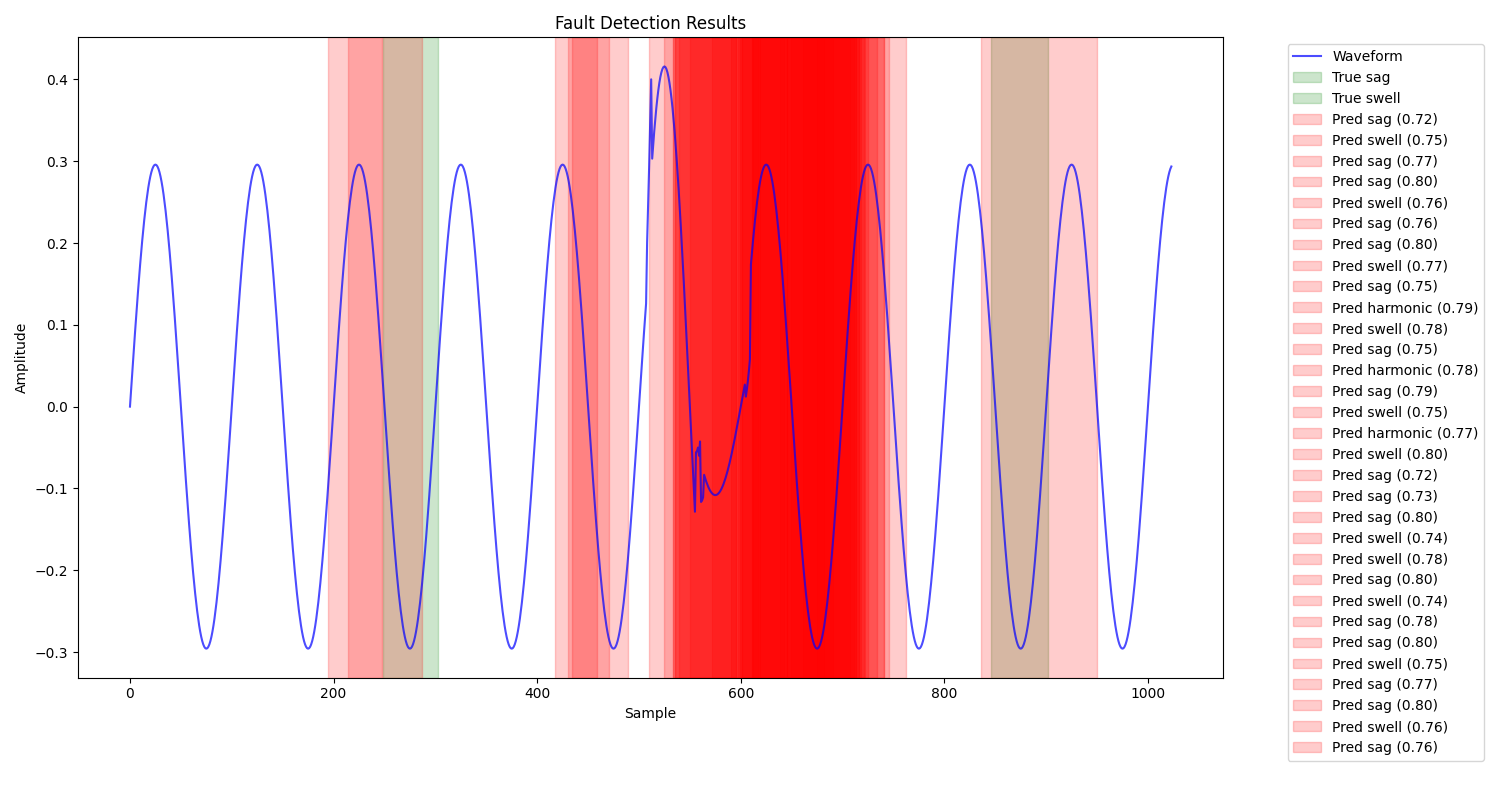 Fault Detection Results
Amplitude
0.4
0.3
0.2
0.1
0.0
−0.1
−0.2
−0.3
0
200
400
600
800
1000
Sample
Waveform
True sag
True swell
Pred sag (0.72)
Pred swell (0.75)
Pred sag (0.77)
Pred sag (0.80)
Pred swell (0.76)
Pred sag (0.76)
Pred sag (0.80)
Pred swell (0.77)
Pred sag (0.75)
Pred harmonic (0.79)
Pred swell (0.78)
Pred sag (0.75)
Pred harmonic (0.78)
Pred sag (0.79)
Pred swell (0.75)
Pred harmonic (0.77)
Pred swell (0.80)
Pred sag (0.72)
Pred sag (0.73)
Pred sag (0.80)
Pred swell (0.74)
Pred swell (0.78)
Pred sag (0.80)
Pred swell (0.74)
Pred sag (0.78)
Pred sag (0.80)
Pred swell (0.75)
Pred sag (0.77)
Pred sag (0.80)
Pred swell (0.76)
Pred sag (0.76)